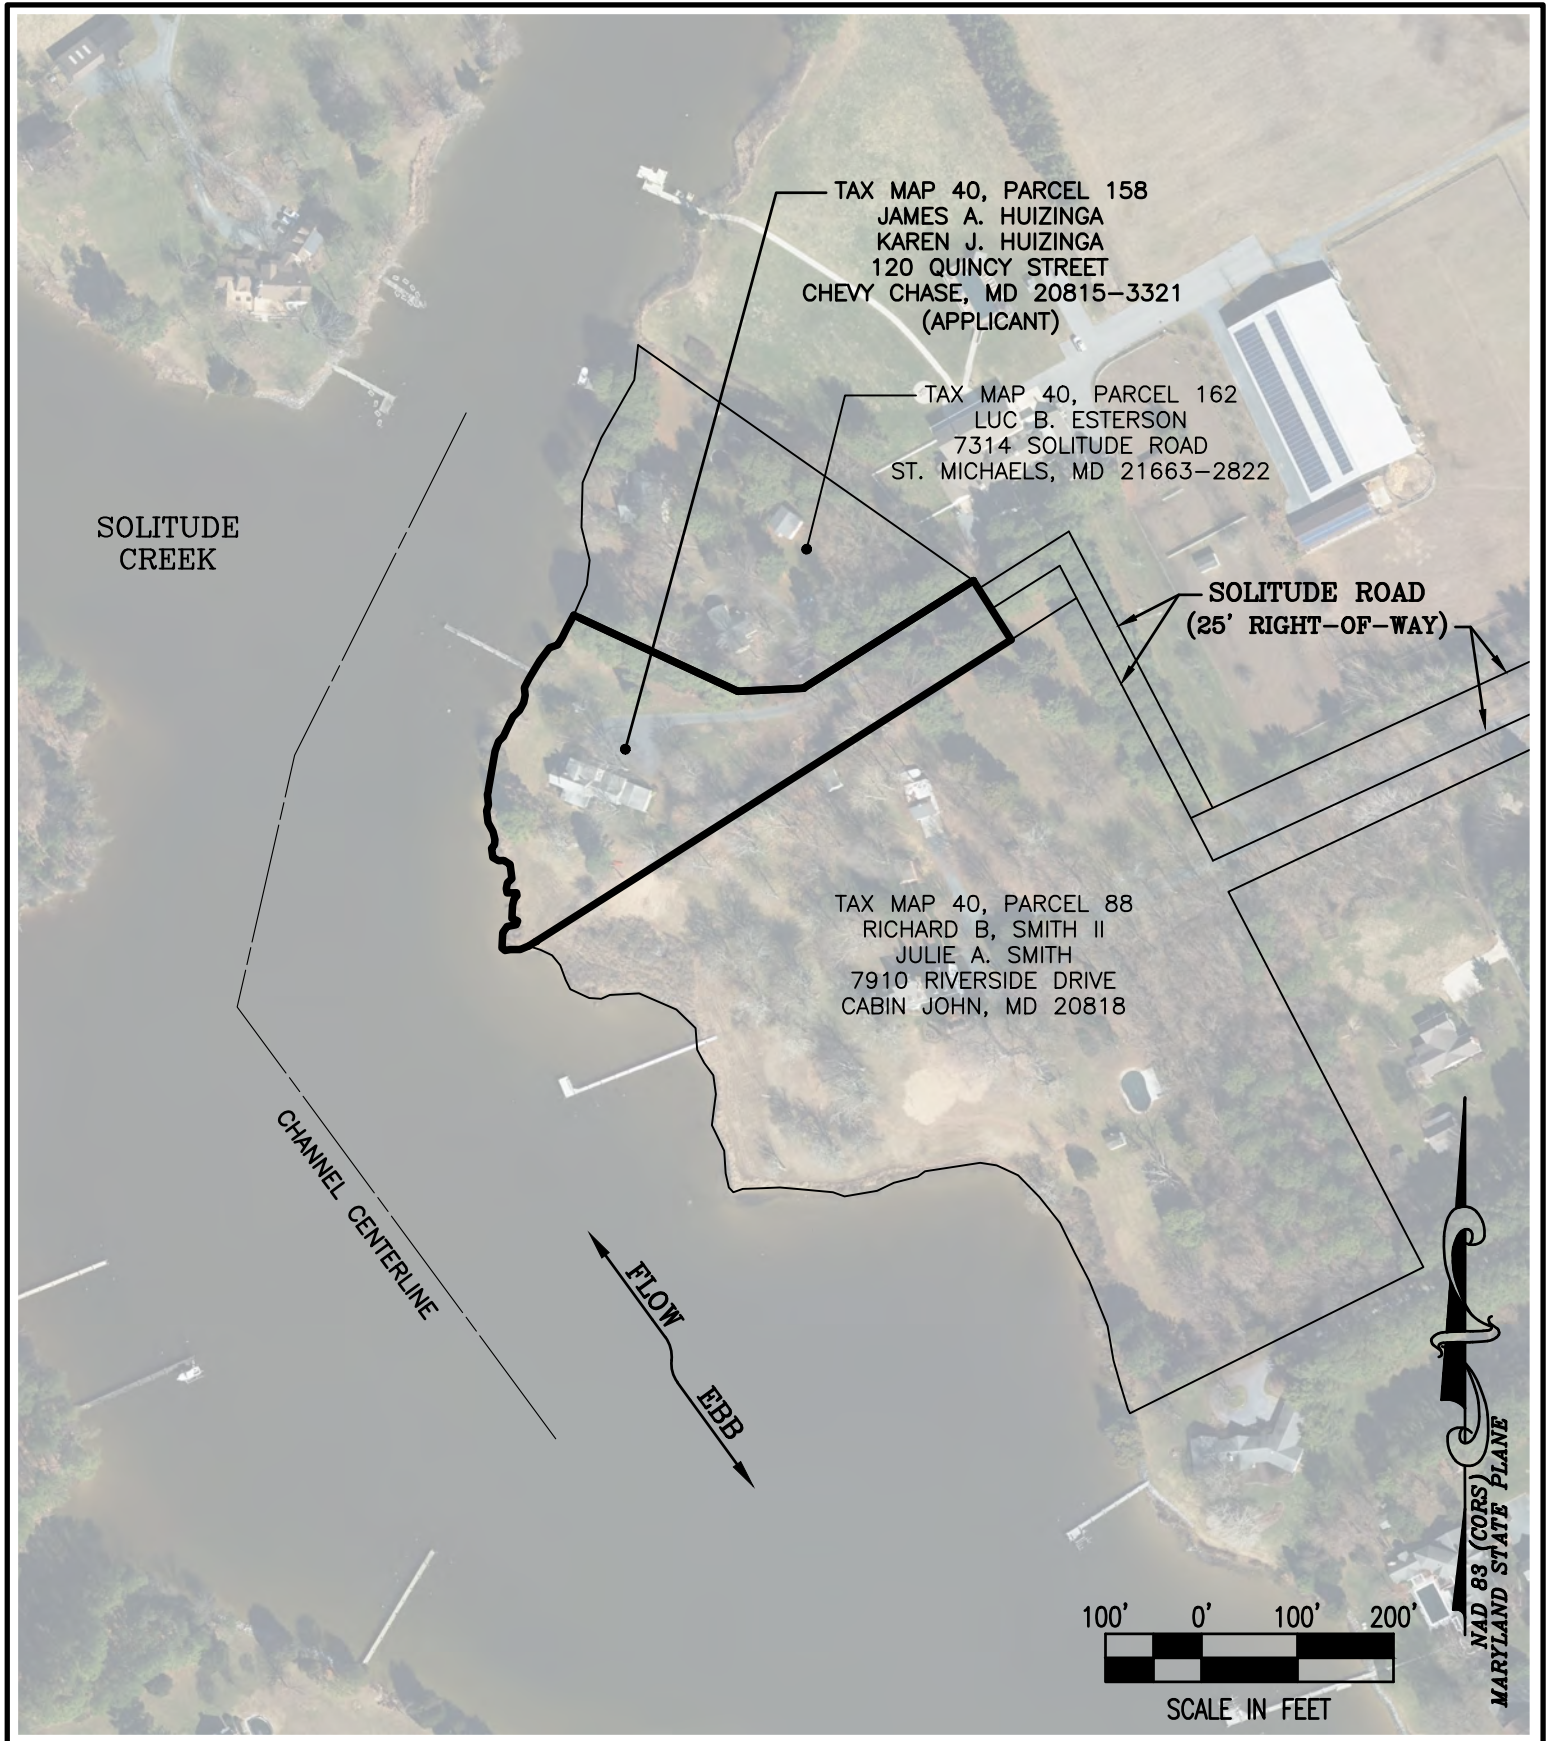 TAX MAP 40, PARCEL 158
JAMES A. HUIZINGA
KAREN J. HUIZINGA
120 QUINCY STREET
CHEVY CHASE, MD 20815-3321
(APPLICANT)
TAX MAP 40, PARCEL 162
LUC B. ESTERSON
7314 SOLITUDE ROAD
ST. MICHAELS, MD 21663-2822
SOLITUDE
CREEK
SOLITUDE ROAD
(25' RIGHT-OF-WAY)
TAX MAP 40, PARCEL 88
RICHARD B, SMITH II
JULIE A. SMITH
7910 RIVERSIDE DRIVE
CABIN JOHN, MD 20818
CHANNEL CENTERLINE
FLOW
EBB
NAD 83 (CORS)
MARYLAND STATE PLANE
100' 0' 100' 200'
SCALE IN FEET